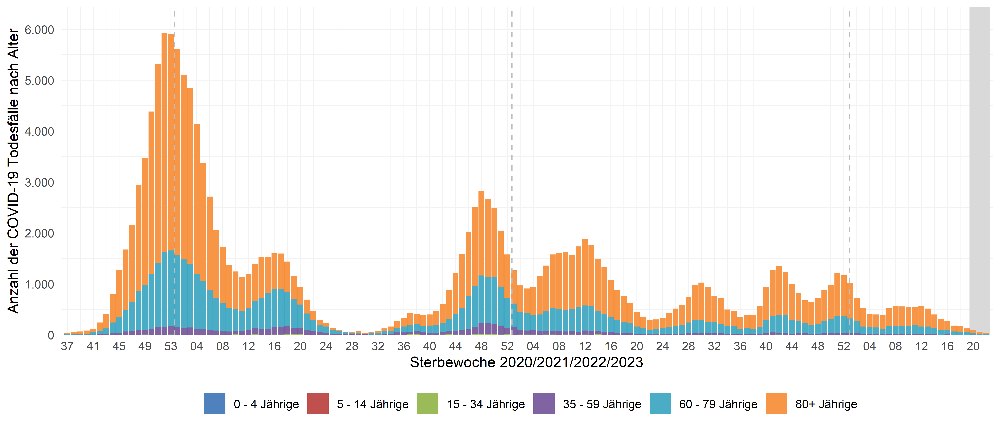 Anzahl der COVID-19 Todesfälle nach Alter
6.000
5.000
4.000
3.000
2.000
1.000
0
37 41 45 49 53 04 08 12 16 20 24 28 32 36 40 44 48 52 04 08 12 16 20 24 28 32 36 40 44 48 52 04 08 12 16 20
Sterbewoche 2020/2021/2022/2023
0 - 4 Jährige 5 - 14 Jährige 15 - 34 Jährige 35 - 59 Jährige 60 - 79 Jährige 80+ Jährige